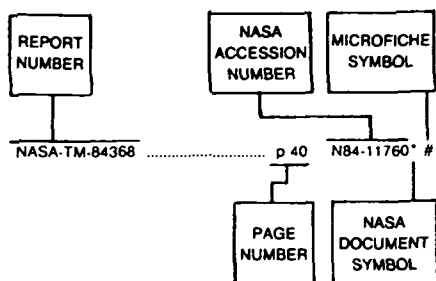 REPORT
NUMBER
NASA
ACCESSION
NUMBER
MICROFICHE
SYMBOL
NASA-TM-84368 ........................ p 40 N84-11760* #
PAGE
NUMBER
NASA
DOCUMENT
SYMBOL